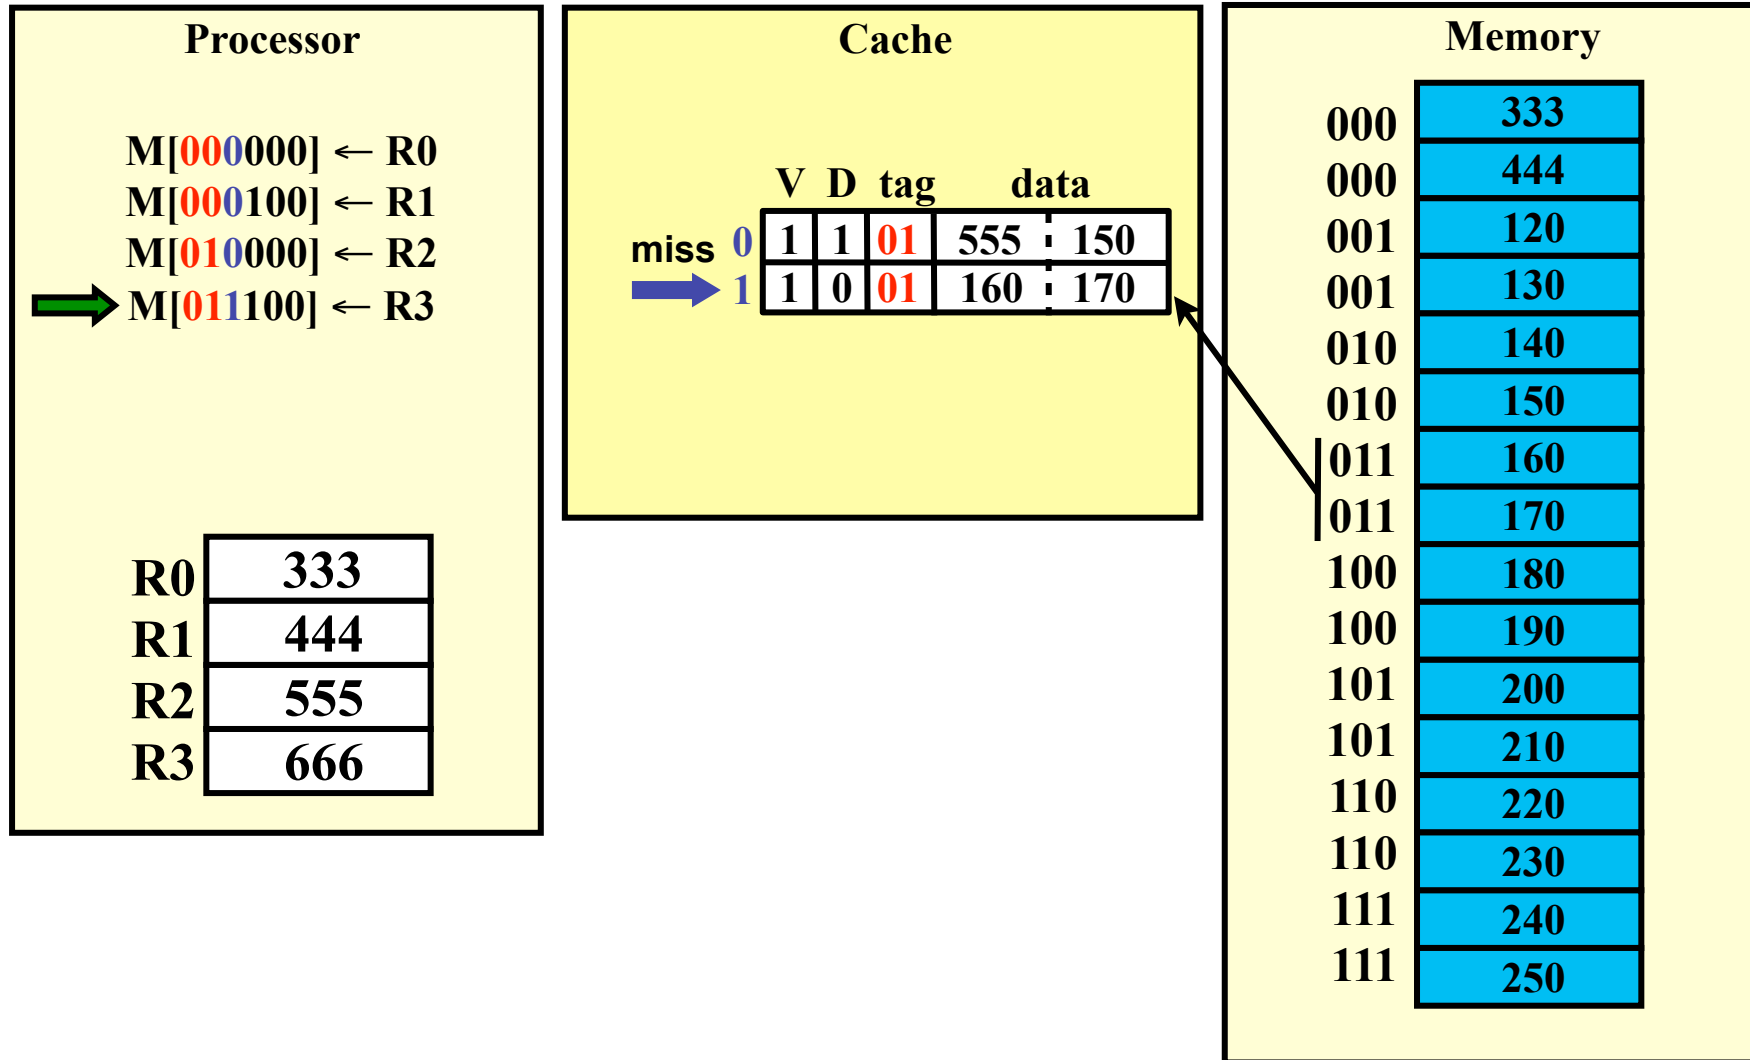 Processor
M[000000] ← R0
M[000100] ← R1
M[010000] ← R2
M[011100] ← R3
R0 333
R1 444
R2 555
R3 666
Cache
V D tag data
miss 0 1 1 01 555 150
1 1 0 01 160 170
Memory
000 333
000 444
001 120
001 130
010 140
010 150
011 160
011 170
100 180
100 190
101 200
101 210
110 220
110 230
111 240
111 250